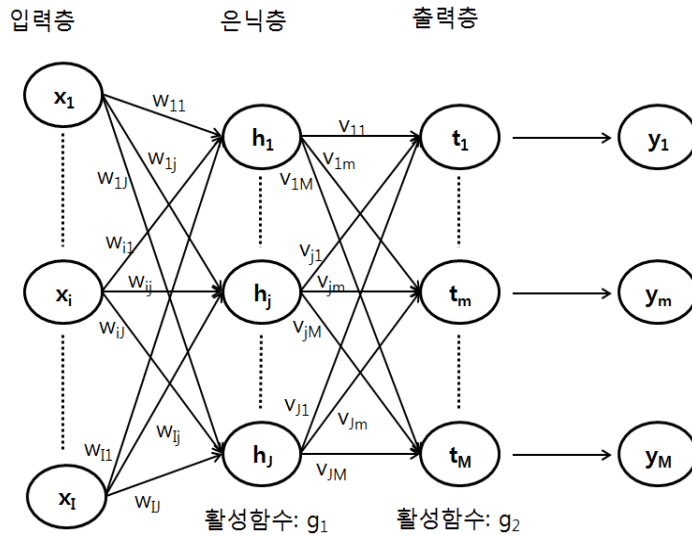 입력층 은닉층 출력층
x1 w11 h1 v11 t1 y1
w1j v1m
w1J v1M
wi1 vj1
xi wij hj vjm tm ym
wiJ vjM
wI1 wIj vJ1 vJm
xI wIJ hJ vJM tM yM
활성함수: g1 활성함수: g2